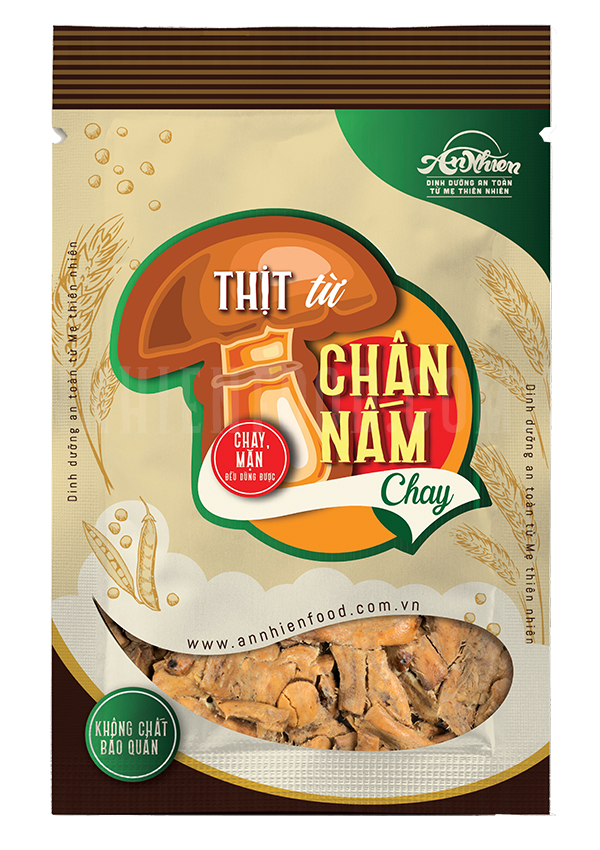 An Nhiên
DINH DƯỠNG AN TOÀN
TỪ MẸ THIÊN NHIÊN
THỊT từ
CHÂN
NẤM
Chay
CHAY,
MẶN
ĐỀU DÙNG ĐƯỢC
Dinh dưỡng an toàn từ Mẹ thiên nhiên
Dinh dưỡng an toàn từ Mẹ thiên nhiên
www.annhienfood.com.vn
KHÔNG CHẤT
BẢO QUẢN